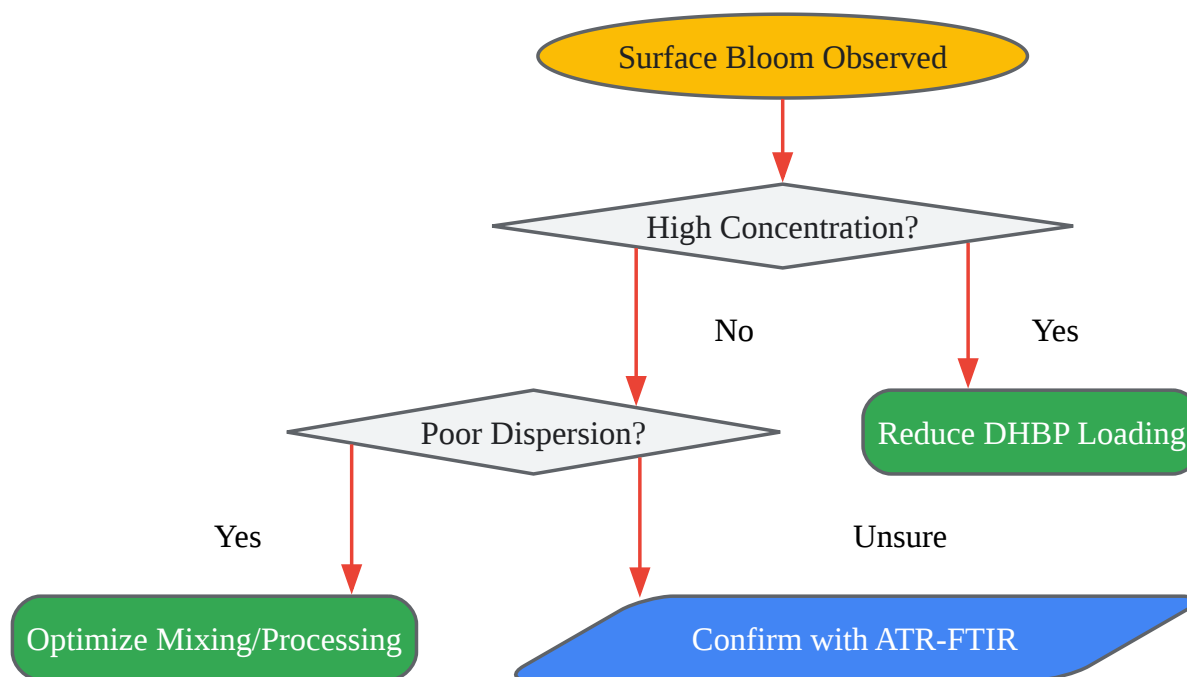 Surface Bloom Observed
High Concentration?
No
Yes
Poor Dispersion?
Reduce DHBP Loading
Yes
Unsure
Optimize Mixing/Processing
Confirm with ATR-FTIR